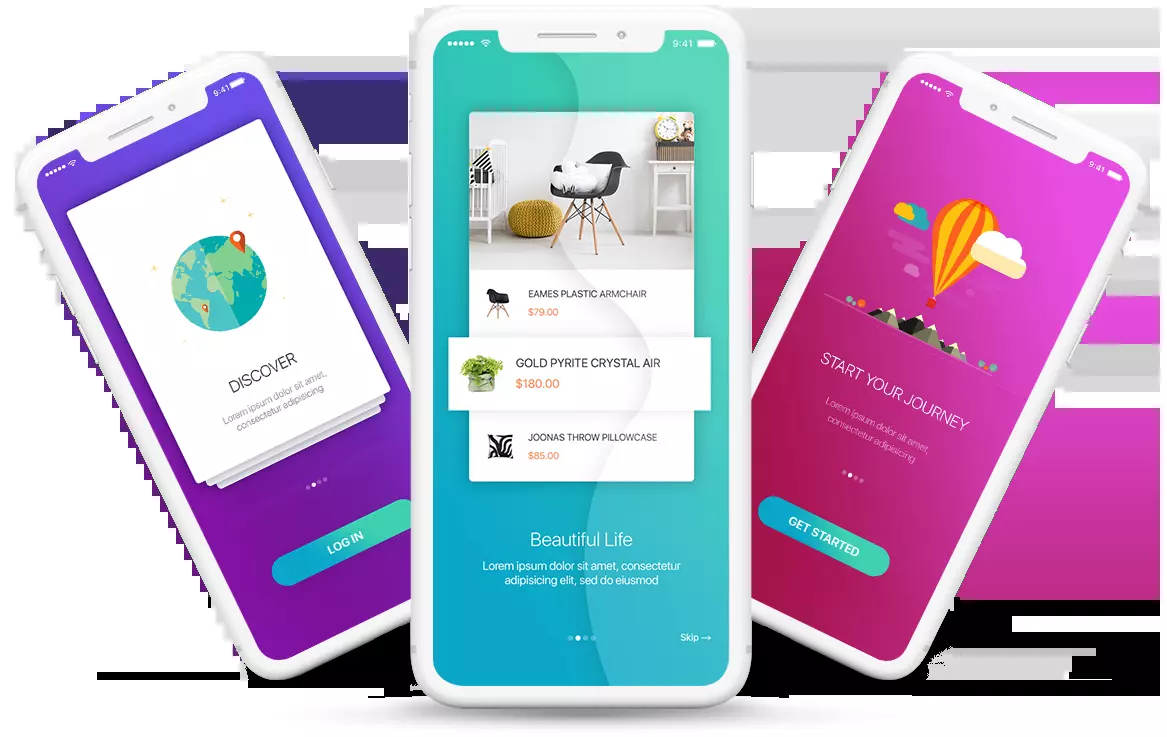 9:41
DISCOVER
Lorem ipsum dolor sit amet,
consectetur adipisicing
LOG IN
9:41
EAMES PLASTIC ARMCHAIR
$79.00
GOLD PYRITE CRYSTAL AIR
$180.00
JOONAS THROW PILLOWCASE
$85.00
Beautiful Life
Lorem ipsum dolor sit amet, consectetur
adipisicing elit, sed do eiusmod
Skip →
9:41
START YOUR JOURNEY
Lorem ipsum dolor sit amet,
consectetur adipisicing
GET STARTED